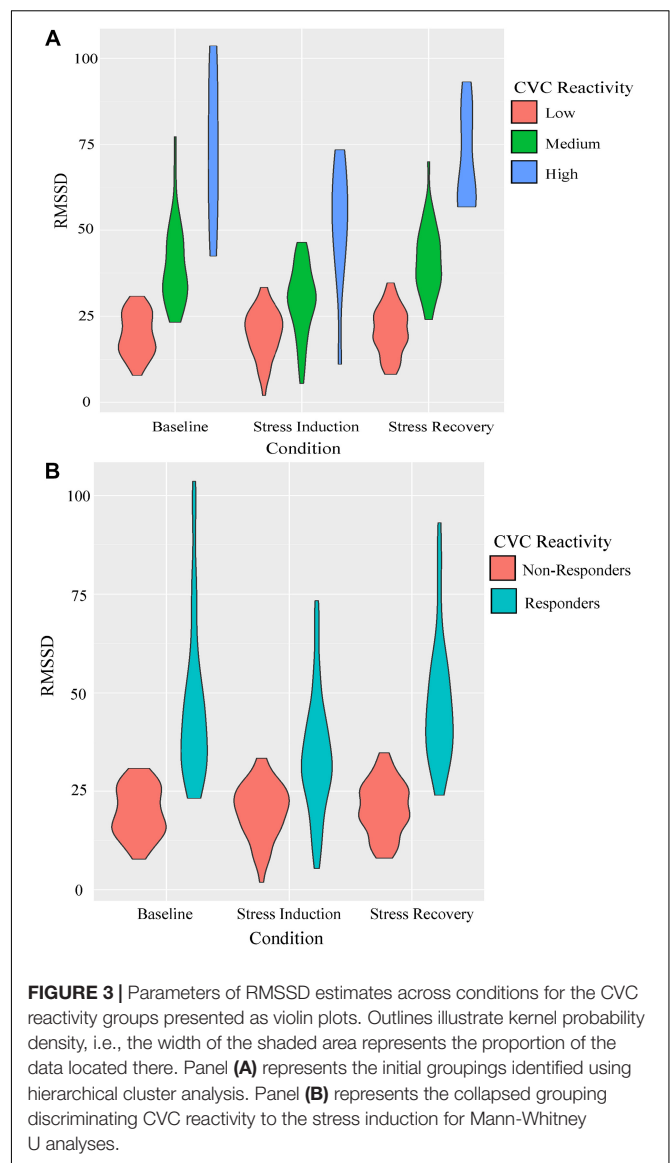 A
100
75
50
25
0
RMSSD
Baseline
Stress Induction
Stress Recovery
Condition
CVC Reactivity
Low
Medium
High
B
100
75
50
25
0
RMSSD
Baseline
Stress Induction
Stress Recovery
Condition
CVC Reactivity
Non-Responders
Responders
FIGURE 3 | Parameters of RMSSD estimates across conditions for the CVC
reactivity groups presented as violin plots. Outlines illustrate kernel probability
density, i.e., the width of the shaded area represents the proportion of the
data located there. Panel (A) represents the initial groupings identified using
hierarchical cluster analysis. Panel (B) represents the collapsed grouping
discriminating CVC reactivity to the stress induction for Mann-Whitney
U analyses.